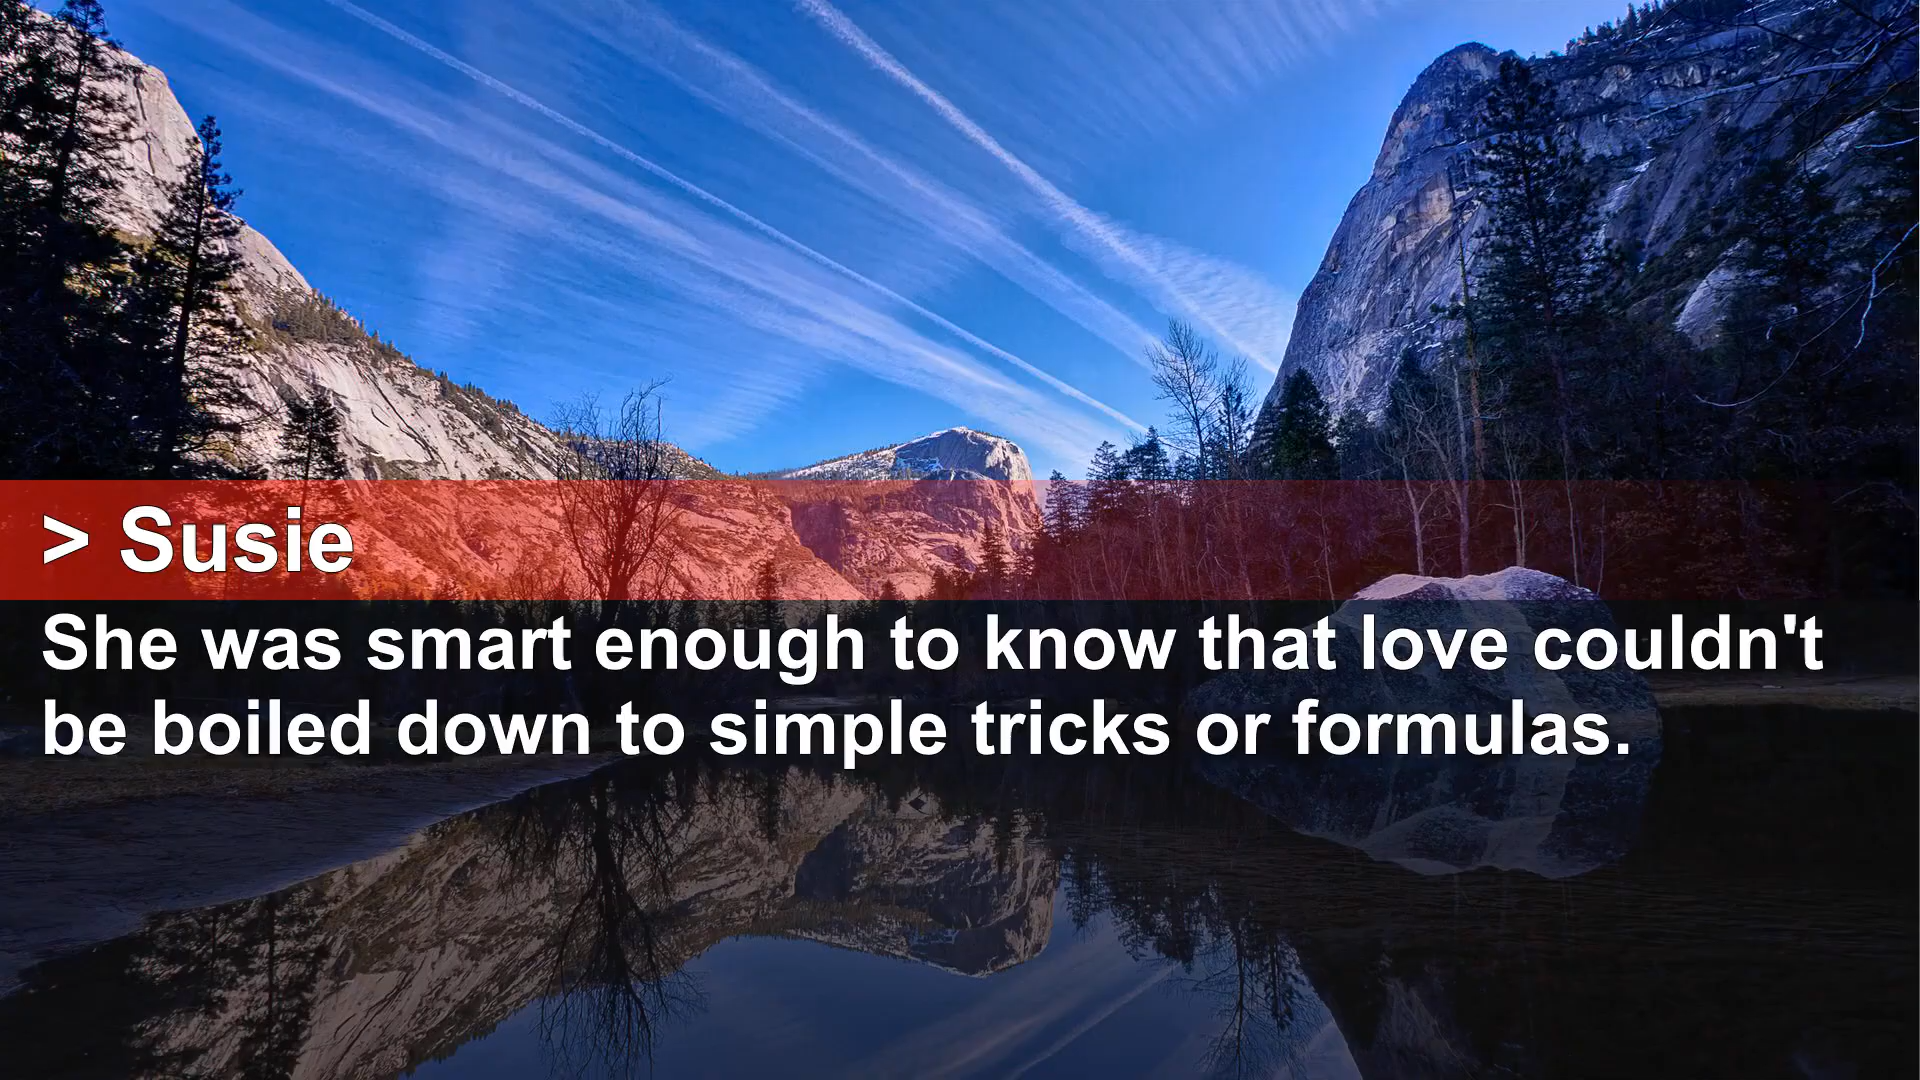 > Susie
She was smart enough to know that love couldn't
be boiled down to simple tricks or formulas.